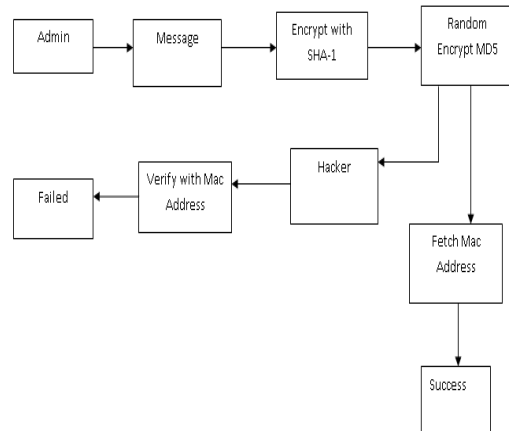 Admin
Message
Encrypt with
SHA-1
Random
Encrypt MD5
Failed
Verify with Mac
Address
Hacker
Fetch Mac
Address
Success